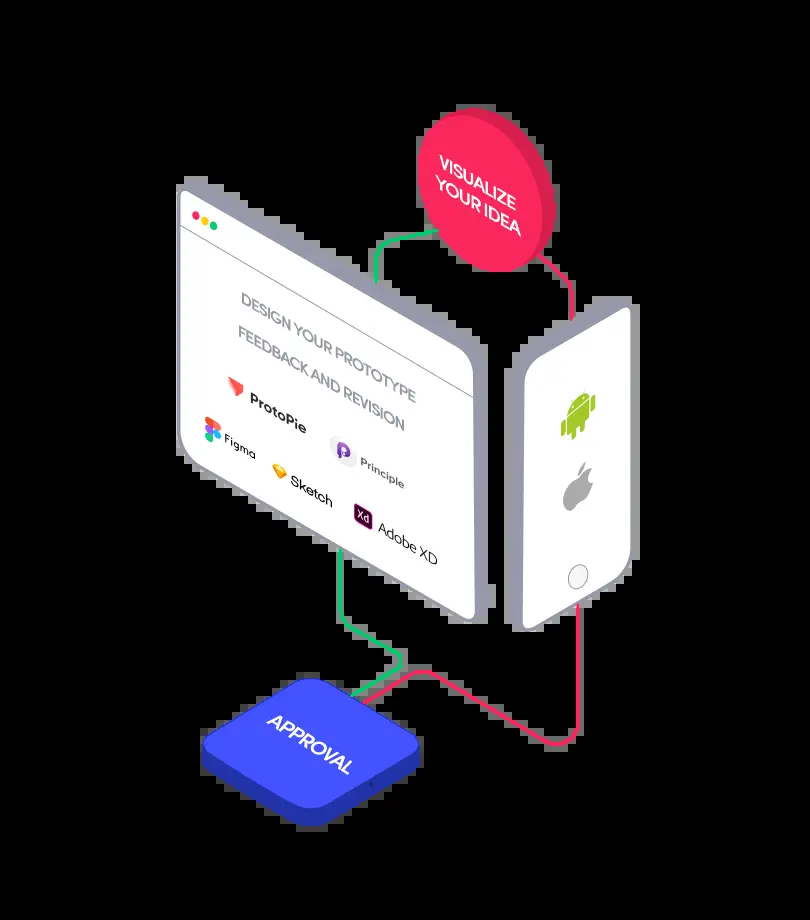 VISUALIZE
YOUR IDEA
DESIGN YOUR PROTOTYPE
FEEDBACK AND REVISION
ProtoPie
Principle
Figma
Sketch
Xd
Adobe XD
APPROVAL